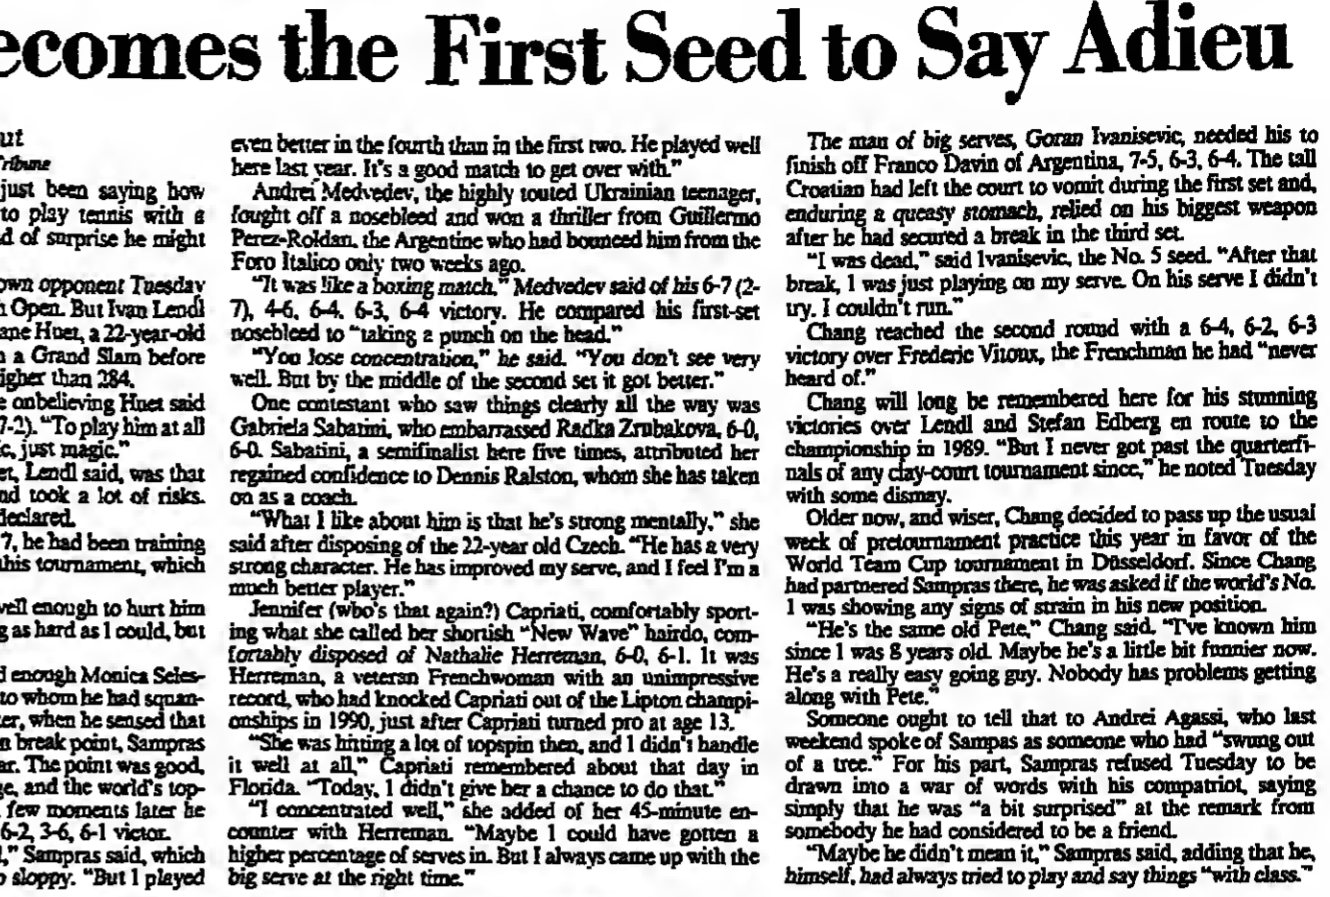 ecomes the First Seed to Say Adieu
ut
Tribune
just been saying how
to play tennis with a
d of surprise he might
own opponent Tuesday
Open. But Ivan Lendl
ane Huet, a 22-year-old
a Grand Slam before
igher than 284.
e onbelieving Huet said
7-2). “To play him at all
c, just magic.”
et, Lendl said, was that
nd took a lot of risks.
declared.
7, he had been training
this tournament, which
well enough to hurt him
g as hard as I could, but
d enough Monica Seles-
to whom he had squan-
er, when he sensed that
n break point, Sampras
ar. The point was good,
ge, and the world's top-
few moments later he
6-2, 3-6, 6-1 victor.
,” Sampras said, which
o sloppy. “But I played
even better in the fourth than in the first two. He played well
here last year. It's a good match to get over with.”
Andrei Medvedev, the highly touted Ukrainian teenager,
fought off a nosebleed and won a thriller from Guillermo
Perez-Roldan, the Argentine who had bounced him from the
Foro Italico only two weeks ago.
“It was like a boxing match,” Medvedev said of his 6-7 (2-
7), 4-6, 6-4, 6-3, 6-4 victory. He compared his first-set
nosebleed to “taking a punch on the head.”
“You lose concentration,” he said. “You don't see very
well. But by the middle of the second set it got better.”
One contestant who saw things clearly all the way was
Gabriela Sabatini, who embarrassed Radka Zrubakova, 6-0,
6-0. Sabatini, a semifinalist here five times, attributed her
regained confidence to Dennis Ralston, whom she has taken
on as a coach.
“What I like about him is that he's strong mentally,” she
said after disposing of the 22-year old Czech. “He has a very
strong character. He has improved my serve, and I feel I'm a
much better player.”
Jennifer (who's that again?) Capriati, comfortably sport-
ing what she called her shortish “New Wave” hairdo, com-
fortably disposed of Nathalie Herreman, 6-0, 6-1. It was
Herreman, a veteran Frenchwoman with an unimpressive
record, who had knocked Capriati out of the Lipton champi-
onships in 1990, just after Capriati turned pro at age 13.
“She was hitting a lot of topspin then, and I didn't handle
it well at all,” Capriati remembered about that day in
Florida. “Today, I didn't give her a chance to do that.”
“I concentrated well,” she added of her 45-minute en-
counter with Herreman. “Maybe I could have gotten a
higher percentage of serves in. But I always came up with the
big serve at the right time.”
The man of big serves, Goran Ivanisevic, needed his to
finish off Franco Davin of Argentina, 7-5, 6-3, 6-4. The tall
Croatian had left the court to vomit during the first set and,
enduring a queasy stomach, relied on his biggest weapon
after he had secured a break in the third set.
“I was dead,” said Ivanisevic, the No. 5 seed. “After that
break, I was just playing on my serve. On his serve I didn't
try. I couldn't run.”
Chang reached the second round with a 6-4, 6-2, 6-3
victory over Frederic Vitoux, the Frenchman he had “never
heard of.”
Chang will long be remembered here for his stunning
victories over Lendl and Stefan Edberg en route to the
championship in 1989. “But I never got past the quarterfi-
nals of any clay-court tournament since,” he noted Tuesday
with some dismay.
Older now, and wiser, Chang decided to pass up the usual
week of pretournament practice this year in favor of the
World Team Cup tournament in Düsseldorf. Since Chang
had partnered Sampras there, he was asked if the world's No.
1 was showing any signs of strain in his new position.
“He's the same old Pete,” Chang said. “I've known him
since I was 8 years old. Maybe he's a little bit funnier now.
He's a really easy going guy. Nobody has problems getting
along with Pete.”
Someone ought to tell that to Andrei Agassi, who last
weekend spoke of Sampas as someone who had “swung out
of a tree.” For his part, Sampras refused Tuesday to be
drawn into a war of words with his compatriot, saying
simply that he was “a bit surprised” at the remark from
somebody he had considered to be a friend.
“Maybe he didn't mean it,” Sampras said, adding that he,
himself, had always tried to play and say things “with class.”